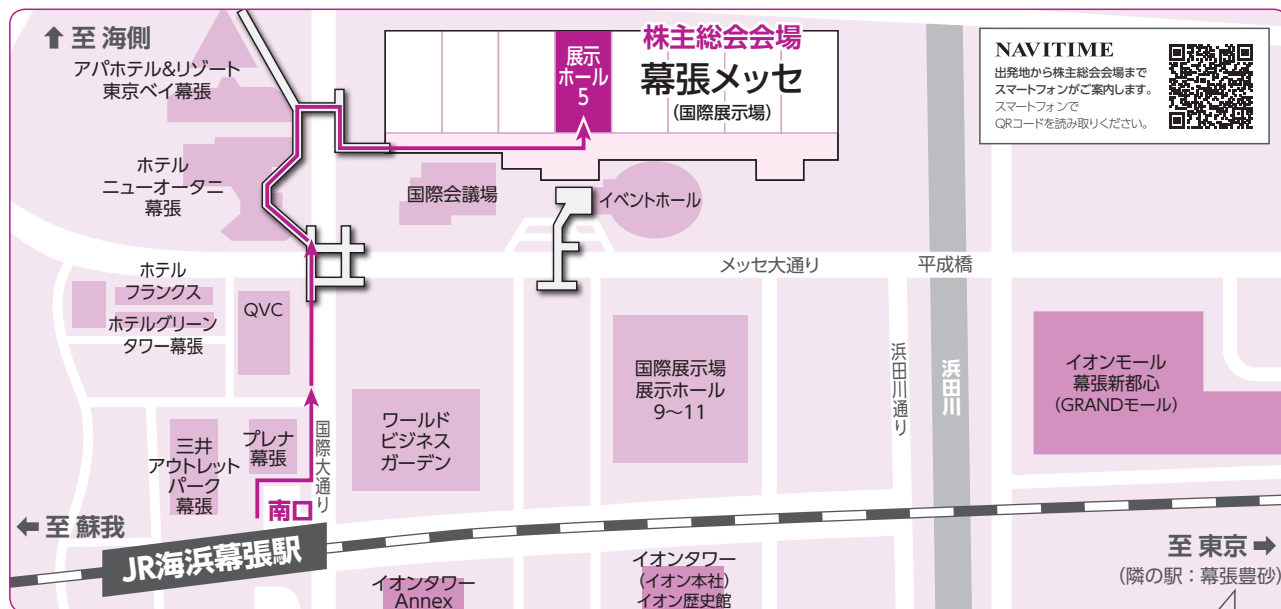 至 海側
アパホテル&リゾート
東京ベイ幕張
ホテル
ニューオータニ
幕張
株主総会会場
幕張メッセ
(国際展示場)
展示
ホール
5
NAVITIME
出発地から株主総会会場まで
スマートフォンがご案内します。
スマートフォンで
QRコードを読み取りください。
国際会議場
イベントホール
メッセ大通り
平成橋
ホテル
フランクス
ホテルグリーン
タワー幕張
QVC
国際展示場
展示ホール
9〜11
浜田川通り
浜田川
イオンモール
幕張新都心
(GRANDモール)
三井
アウトレット
パーク
幕張
プレナ
幕張
国際大通り
ワールド
ビジネス
ガーデン
南口
至 蘇我
JR海浜幕張駅
至 東京
(隣の駅：幕張豊砂)
イオンタワー
Annex
イオンタワー
(イオン本社)
イオン歴史館